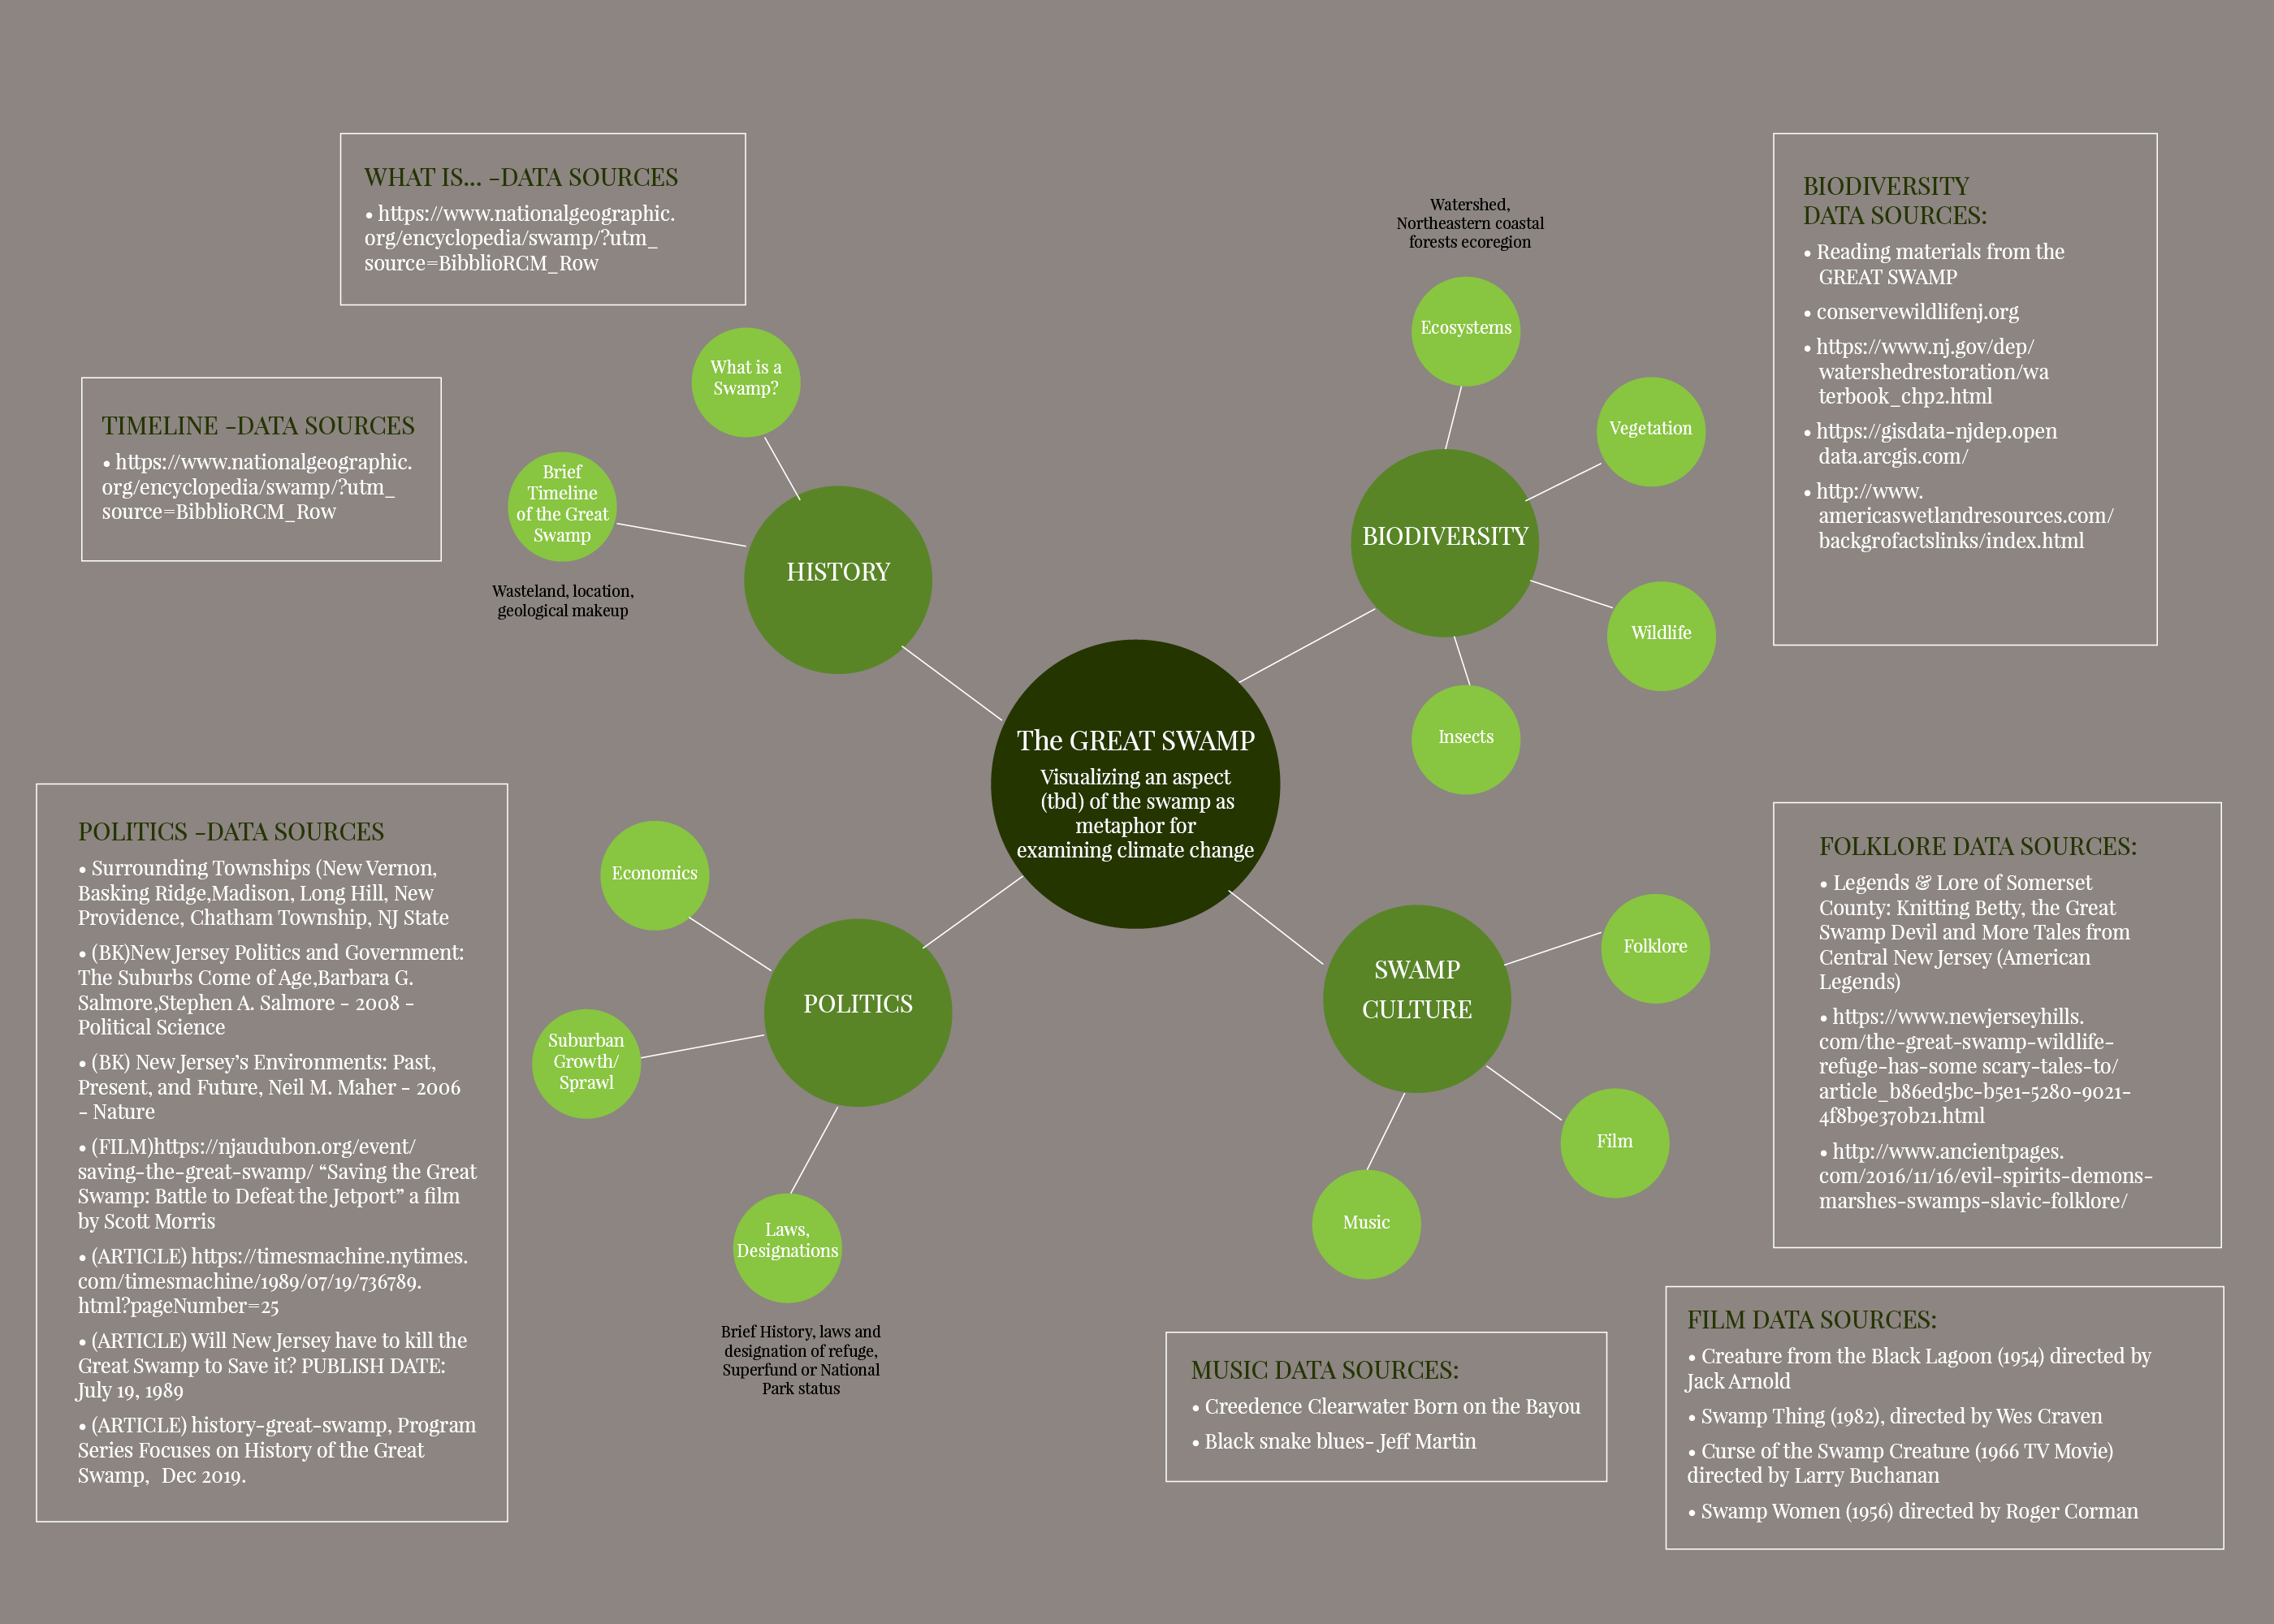 WHAT IS... -DATA SOURCES
• https://www.nationalgeographic.
org/encyclopedia/swamp/?utm_
source=BibblioRCM_Row
TIMELINE -DATA SOURCES
• https://www.nationalgeographic.
org/encyclopedia/swamp/?utm_
source=BibblioRCM_Row
What is a
Swamp?
Brief
Timeline
of the Great
Swamp
Wasteland, location,
geological makeup
HISTORY
Watershed,
Northeastern coastal
forests ecoregion
Ecosystems
Vegetation
BIODIVERSITY
Wildlife
Insects
BIODIVERSITY
DATA SOURCES:
• Reading materials from the
GREAT SWAMP
• conservewildlifenj.org
• https://www.nj.gov/dep/
watershedrestoration/wa
terbook_chp2.html
• https://gisdata-njdep.open
data.arcgis.com/
• http://www.
americaswetlandresources.com/
backgrofactslinks/index.html
The GREAT SWAMP
Visualizing an aspect
(tbd) of the swamp as
metaphor for
examining climate change
POLITICS -DATA SOURCES
• Surrounding Townships (New Vernon,
Basking Ridge,Madison, Long Hill, New
Providence, Chatham Township, NJ State
• (BK)New Jersey Politics and Government:
The Suburbs Come of Age,Barbara G.
Salmore,Stephen A. Salmore - 2008 -
Political Science
• (BK) New Jersey’s Environments: Past,
Present, and Future, Neil M. Maher - 2006
- Nature
• (FILM)https://njaudubon.org/event/
saving-the-great-swamp/ “Saving the Great
Swamp: Battle to Defeat the Jetport” a film
by Scott Morris
• (ARTICLE) https://timesmachine.nytimes.
com/timesmachine/1989/07/19/736789.
html?pageNumber=25
• (ARTICLE) Will New Jersey have to kill the
Great Swamp to Save it? PUBLISH DATE:
July 19, 1989
• (ARTICLE) history-great-swamp, Program
Series Focuses on History of the Great
Swamp, Dec 2019.
Economics
Suburban
Growth/
Sprawl
POLITICS
Laws,
Designations
Brief History, laws and
designation of refuge,
Superfund or National
Park status
SWAMP
CULTURE
Folklore
Film
Music
FOLKLORE DATA SOURCES:
• Legends & Lore of Somerset
County: Knitting Betty, the Great
Swamp Devil and More Tales from
Central New Jersey (American
Legends)
• https://www.newjerseyhills.
com/the-great-swamp-wildlife-
refuge-has-some scary-tales-to/
article_b86ed5bc-b5e1-5280-9021-
4f8b9e370b21.html
• http://www.ancientpages.
com/2016/11/16/evil-spirits-demons-
marshes-swamps-slavic-folklore/
MUSIC DATA SOURCES:
• Creedence Clearwater Born on the Bayou
• Black snake blues- Jeff Martin
FILM DATA SOURCES:
• Creature from the Black Lagoon (1954) directed by
Jack Arnold
• Swamp Thing (1982), directed by Wes Craven
• Curse of the Swamp Creature (1966 TV Movie)
directed by Larry Buchanan
• Swamp Women (1956) directed by Roger Corman